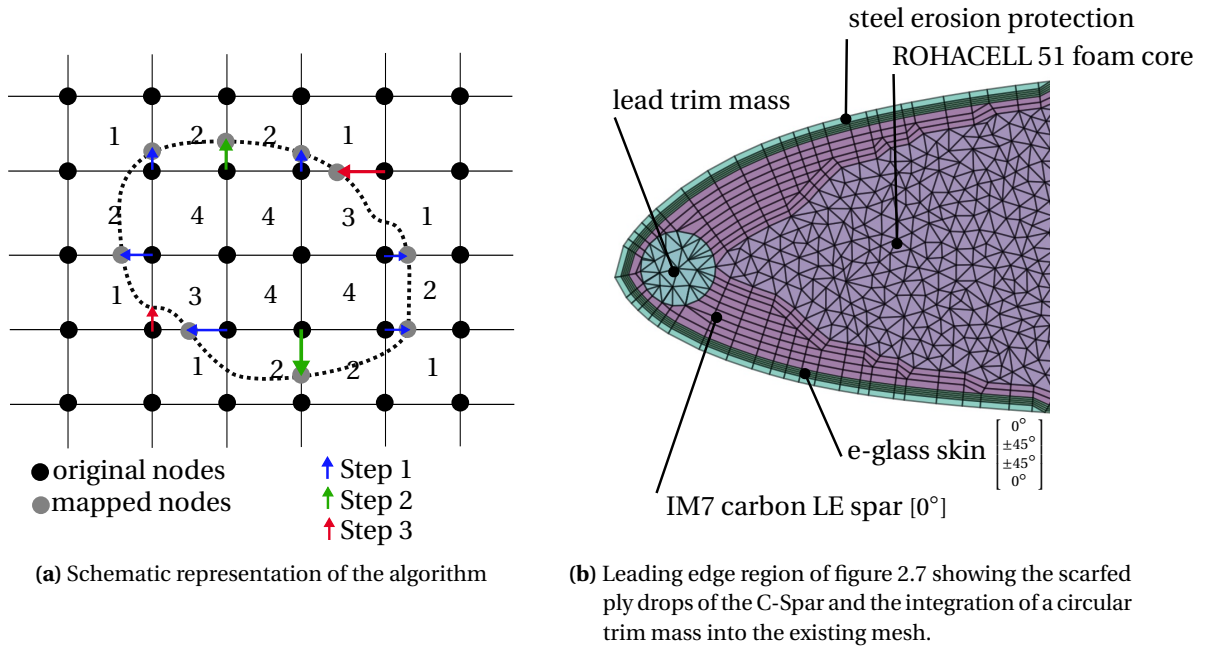 1 2 2 1
2 4 4 3 1
1 3 4 4 2
1 2 2 1
original nodes
mapped nodes
Step 1
Step 2
Step 3
(a) Schematic representation of the algorithm
steel erosion protection
ROHACELL 51 foam core
lead trim mass
e-glass skin
0°
±45°
±45°
0°
IM7 carbon LE spar [0°]
(b) Leading edge region of figure 2.7 showing the scarfed
ply drops of the C-Spar and the integration of a circular
trim mass into the existing mesh.